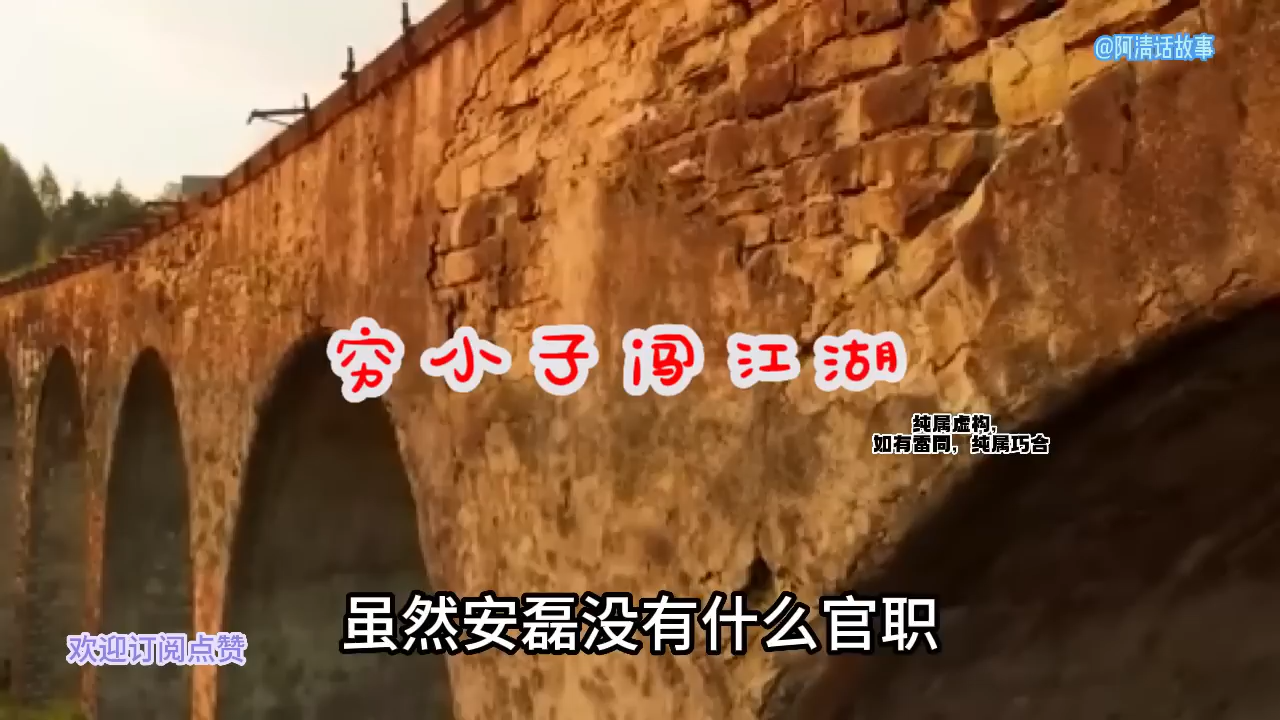 @阿清话故事
穷小子闯江湖
纯属虚构，
如有雷同，纯属巧合
虽然安磊没有什么官职
欢迎订阅点赞